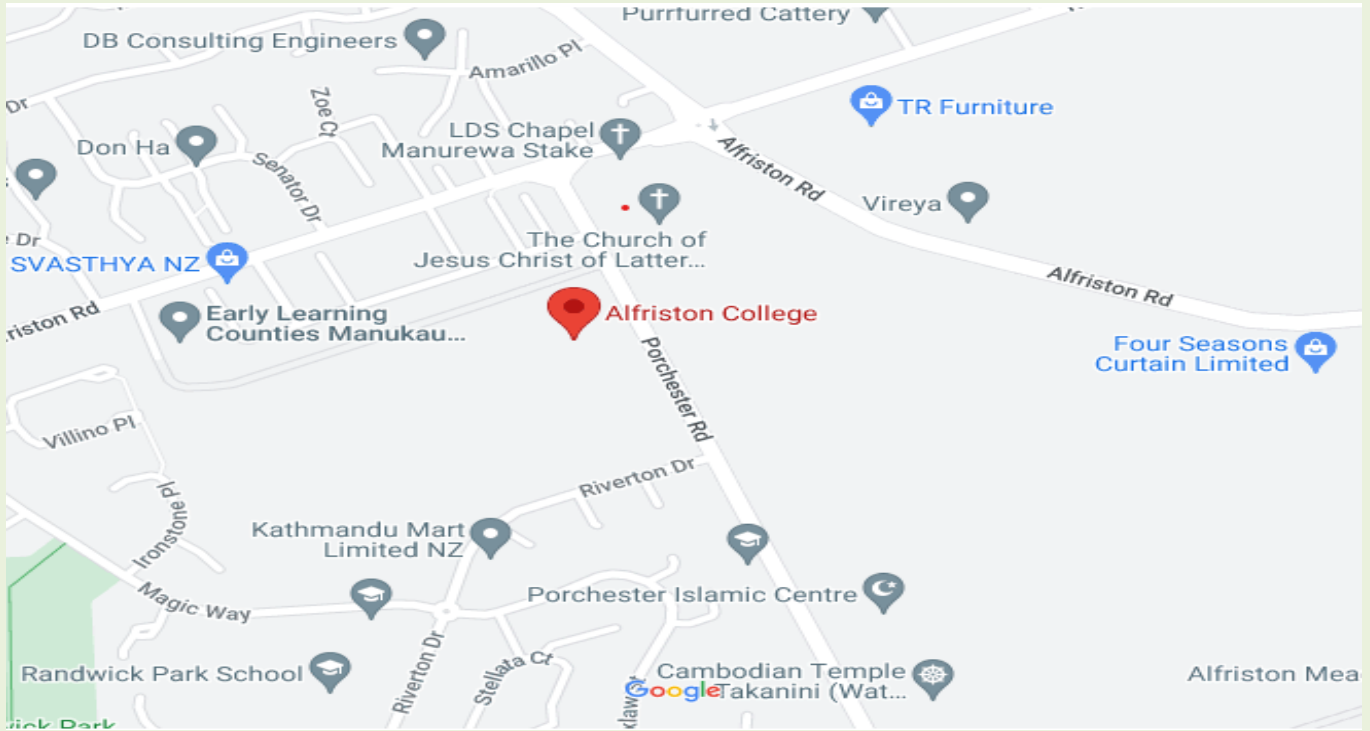 Purrfurred Cattery
DB Consulting Engineers
Amarillo Pl
Dr
Zoe Ct
TR Furniture
LDS Chapel
Manurewa Stake
Don Ha
Senator Dr
Alfriston Rd
Vireya
Dr
The Church of
Jesus Christ of Latter...
SVASTHYA NZ
Alfriston Rd
riston Rd
Early Learning
Counties Manukau...
Alfriston College
Porchester Rd
Four Seasons
Curtain Limited
Villino Pl
Riverton Dr
Ironstone Pl
Kathmandu Mart
Limited NZ
Magic Way
Porchester Islamic Centre
Randwick Park School
Riverton Dr
Stellata Ct
Cambodian Temple
Takanini (Wat...
Google
Alfriston Mea
klaw
ick Park